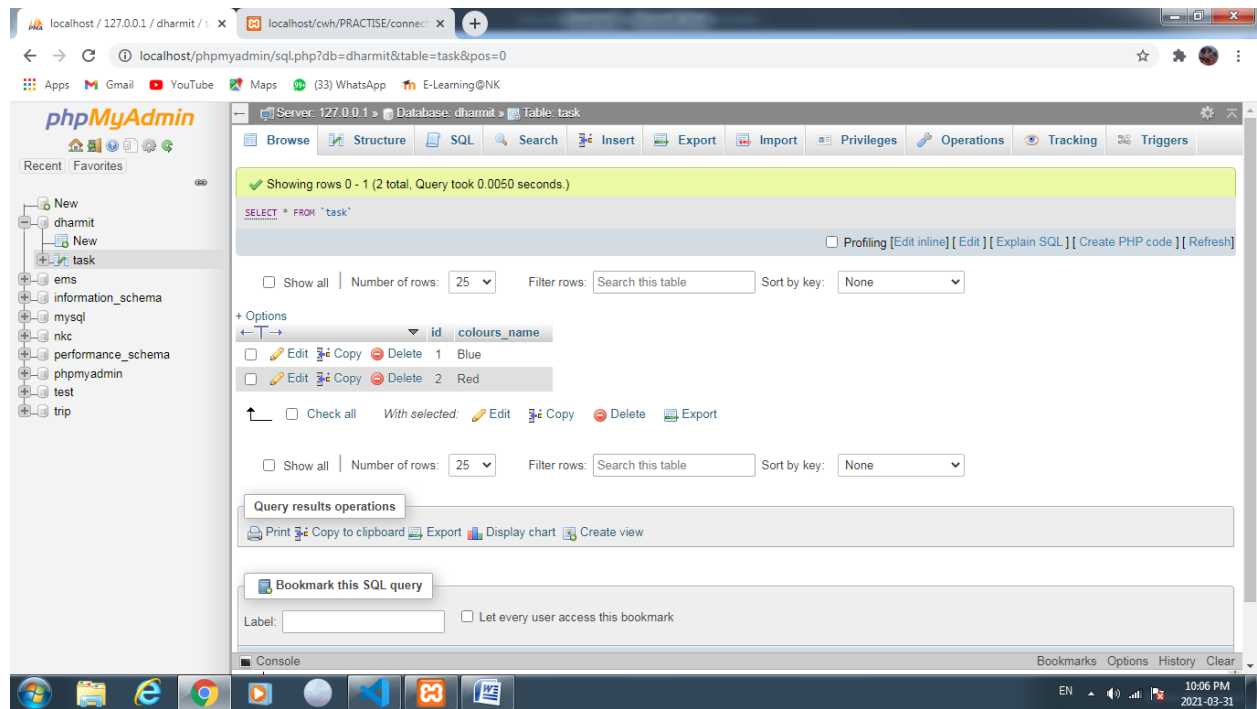 localhost / 127.0.0.1 / dharmit / t
localhost/cwh/PRACTISE/connect
localhost/phpmyadmin/sql.php?db=dharmit&table=task&pos=0
Apps Gmail YouTube Maps (33) WhatsApp E-Learning@NK
phpMyAdmin
Recent Favorites
New
dharmit
New
task
ems
information_schema
mysql
nkc
performance_schema
phpmyadmin
test
trip
Server: 127.0.0.1 » Database: dharmit » Table: task
Browse Structure SQL Search Insert Export Import Privileges Operations Tracking Triggers
Showing rows 0 - 1 (2 total, Query took 0.0050 seconds.)
SELECT * FROM `task`
Profiling [Edit inline] [ Edit ] [ Explain SQL ] [ Create PHP code ] [ Refresh]
Show all Number of rows: 25 Filter rows: Search this table Sort by key: None
+ Options
←T→ id colours_name
Edit Copy Delete 1 Blue
Edit Copy Delete 2 Red
Check all With selected: Edit Copy Delete Export
Show all Number of rows: 25 Filter rows: Search this table Sort by key: None
Query results operations
Print Copy to clipboard Export Display chart Create view
Bookmark this SQL query
Label: Let every user access this bookmark
Console Bookmarks Options History Clear
EN 10:06 PM
2021-03-31